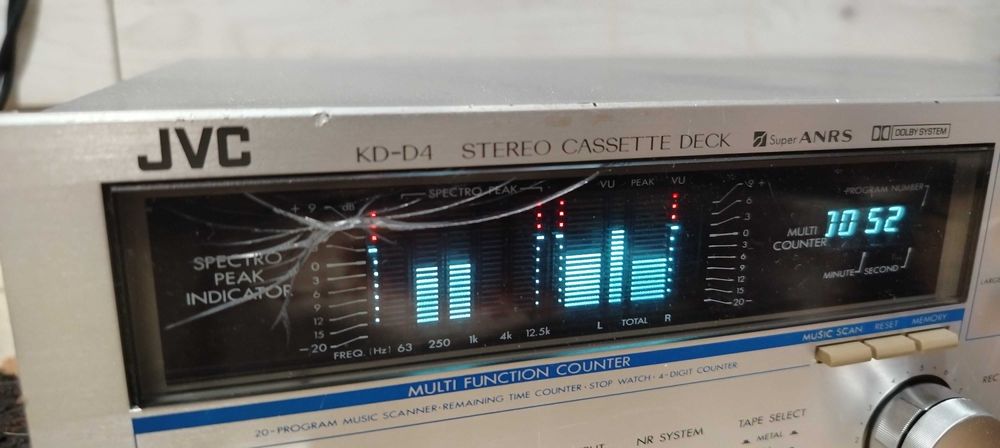 JVC
KD-D4 STEREO CASSETTE DECK Super ANRS DOLBY SYSTEM
SPECTRO PEAK
VU PEAK VU
PROGRAM NUMBER
+ 9 dB
SPECTRO
PEAK
INDICATOR
0
3
6
9
12
15
-20
FREQ. (Hz) 63 250 1k 4k 12.5k
L TOTAL R
9 +
6
3
0
3
6
9
12
15
20-
MULTI
COUNTER
10 52
MINUTE SECOND
MUSIC SCAN RESET MEMORY
MULTI FUNCTION COUNTER
20-PROGRAM MUSIC SCANNER·REMAINING TIME COUNTER·STOP WATCH·4-DIGIT COUNTER
NR SYSTEM
TAPE SELECT
METAL